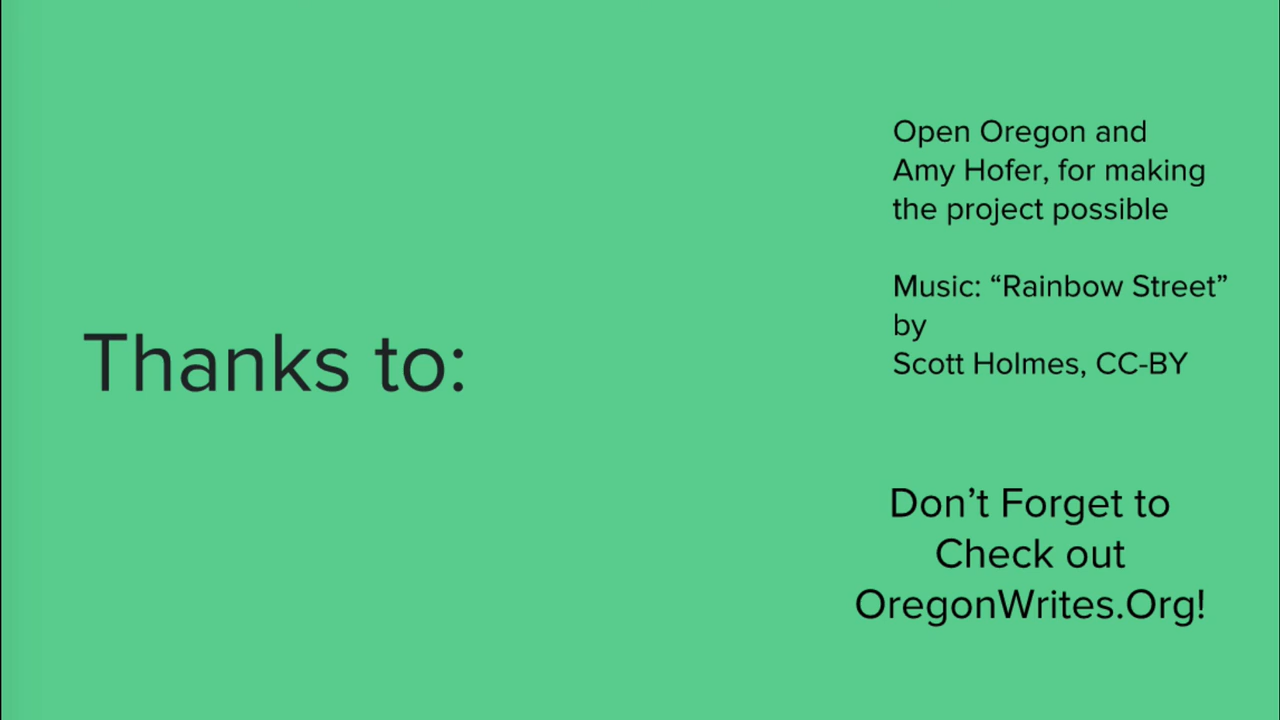 Thanks to:
Open Oregon and
Amy Hofer, for making
the project possible
Music: “Rainbow Street”
by
Scott Holmes, CC-BY
Don’t Forget to
Check out
OregonWrites.Org!